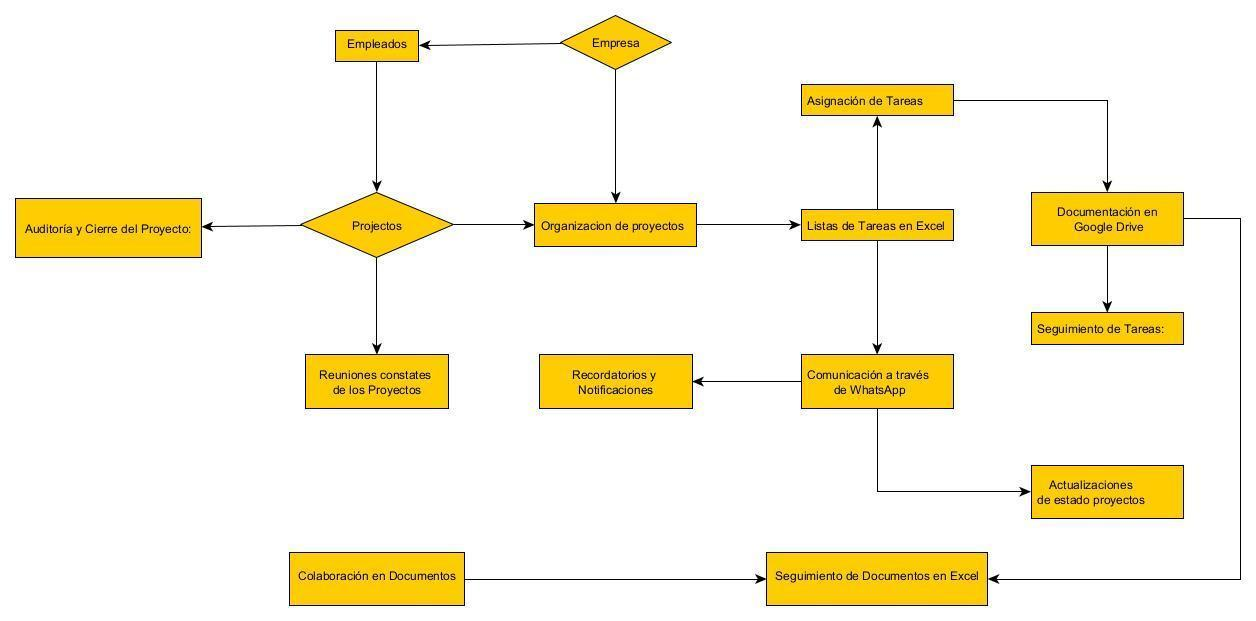 Empleados
Empresa
Asignación de Tareas
Auditoría y Cierre del Proyecto:
Projectos
Organizacion de proyectos
Listas de Tareas en Excel
Documentación en
Google Drive
Seguimiento de Tareas:
Reuniones constates
de los Proyectos
Recordatorios y
Notificaciones
Comunicación a través
de WhatsApp
Actualizaciones
de estado proyectos
Colaboración en Documentos
Seguimiento de Documentos en Excel